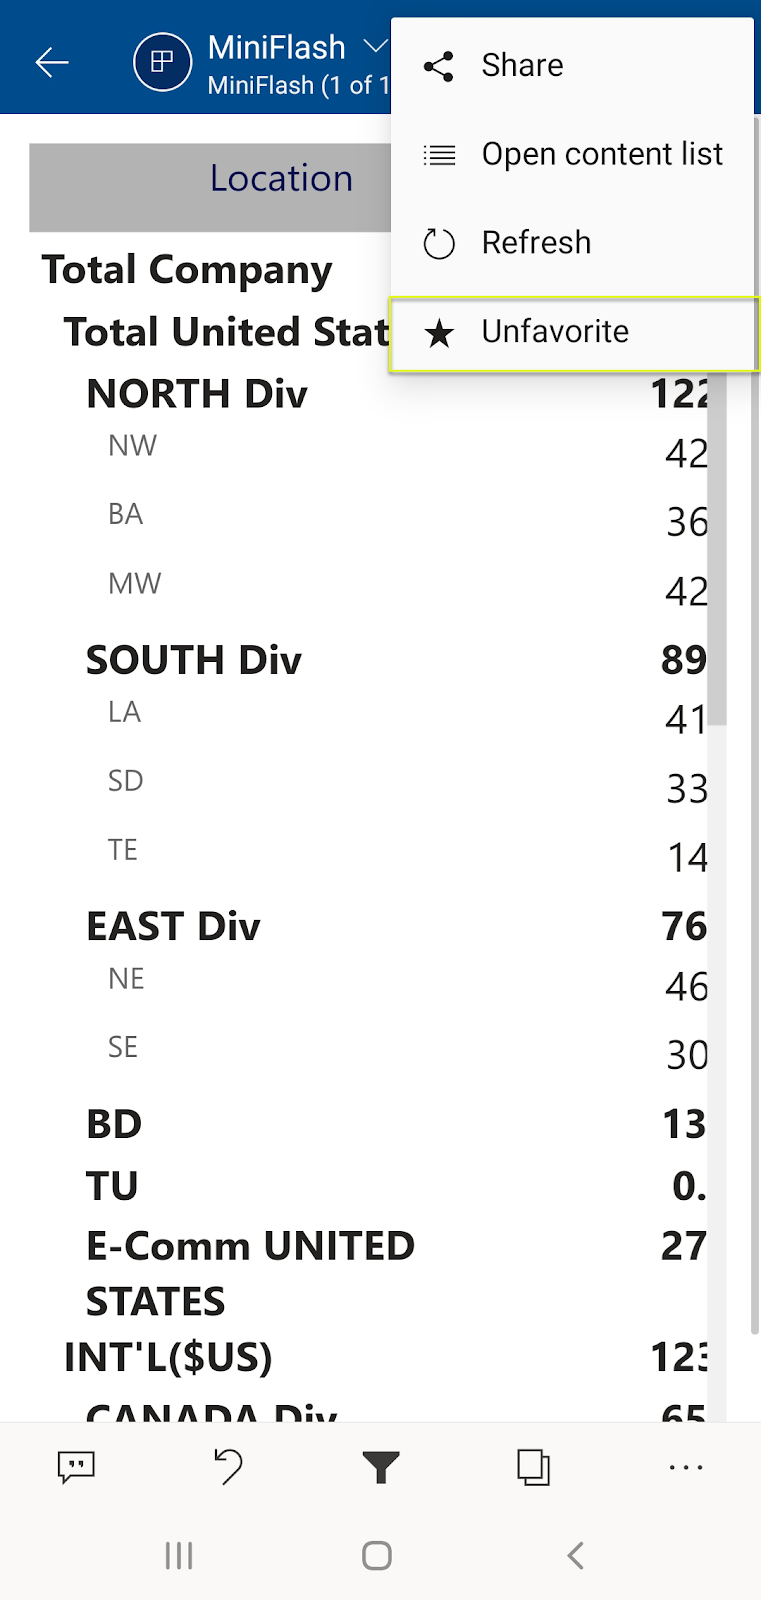 MiniFlash
MiniFlash (1 of 1
Share
Open content list
Refresh
Unfavorite
Location
Total Company
Total United Stat
NORTH Div 122
NW 42
BA 36
MW 42
SOUTH Div 89
LA 41
SD 33
TE 14
EAST Div 76
NE 46
SE 30
BD 13
TU 0.
E-Comm UNITED 27
STATES
INT'L($US) 123
CANADA Div 65